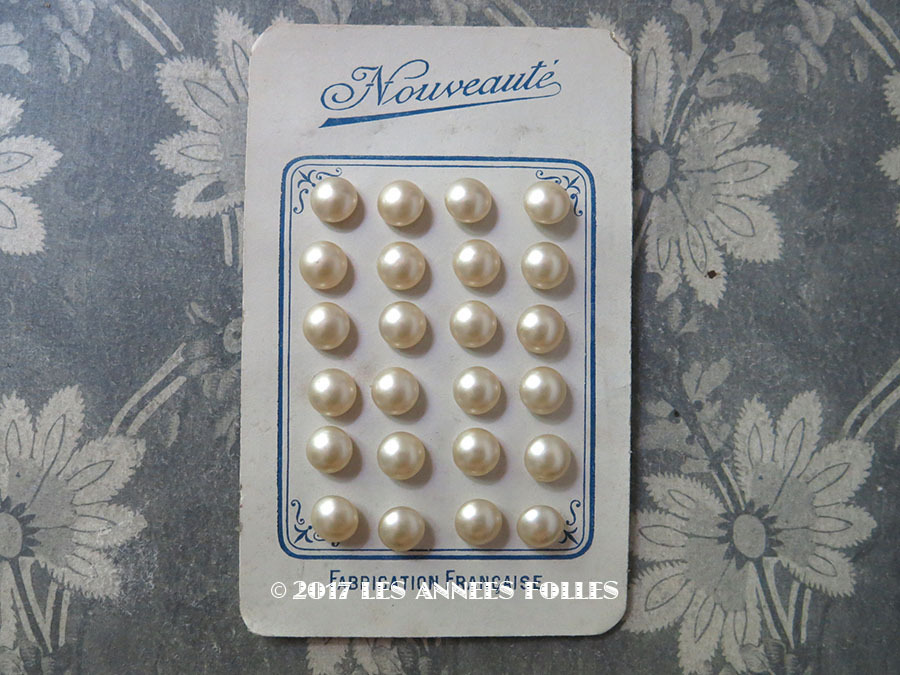 Nouveauté
FABRICATION FRANÇAISE
© 2017 LES ANNEES FOLLES